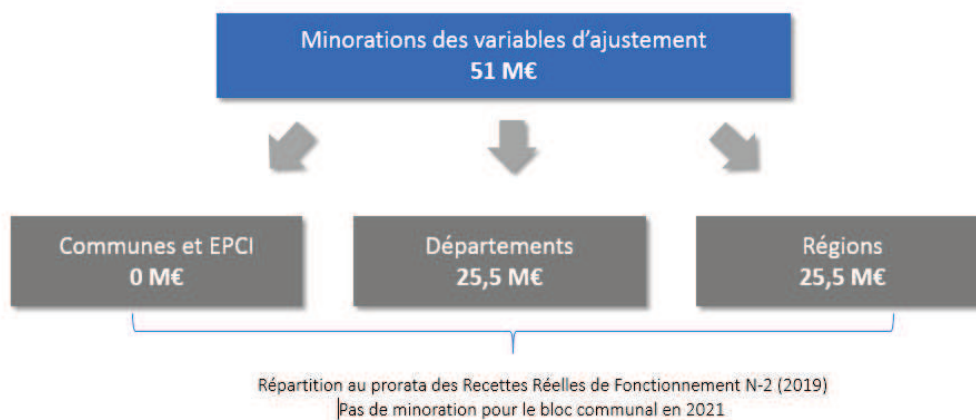 Minorations des variables d'ajustement
51 M€
Communes et EPCI
0 M€
Départements
25,5 M€
Régions
25,5 M€
Répartition au prorata des Recettes Réelles de Fonctionnement N-2 (2019)
Pas de minoration pour le bloc communal en 2021